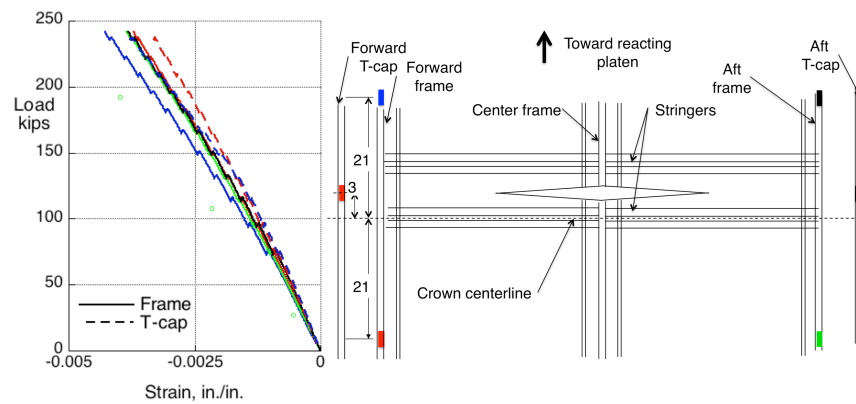 250
200
Load
kips
150
100
50
0
-0.005
-0.0025
0
Frame
T-cap
Strain, in./in.
Toward reacting
platen
Forward
T-cap
Forward
frame
Center frame
Stringers
Aft
frame
Aft
T-cap
21
3
21
Crown centerline